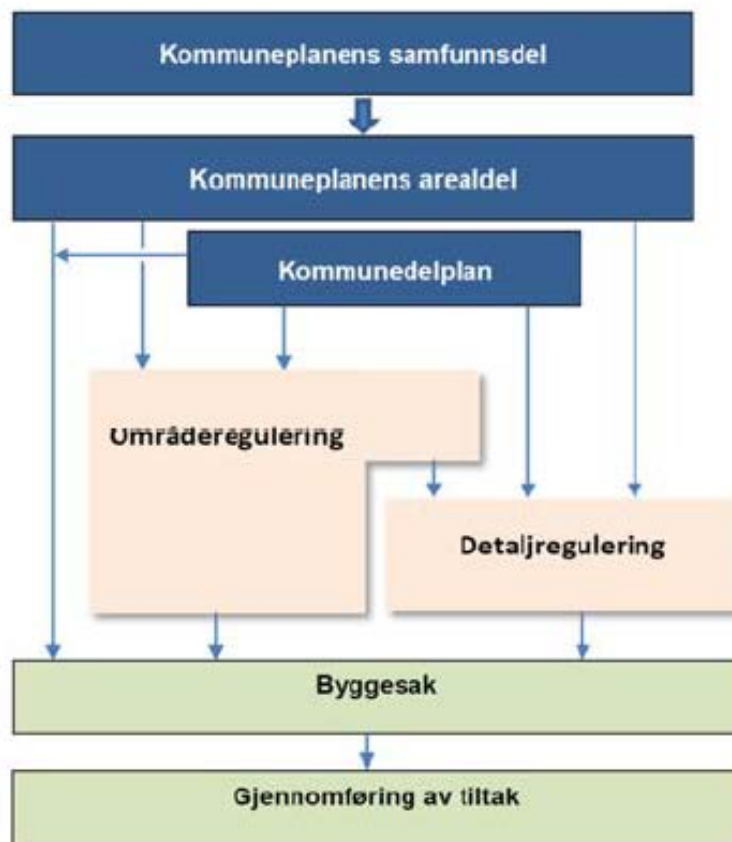 Kommuneplanens samfunnsdel
Kommuneplanens arealdel
Kommunedelplan
Områderegulering
Detaljregulering
Byggesak
Gjennomføring av tiltak